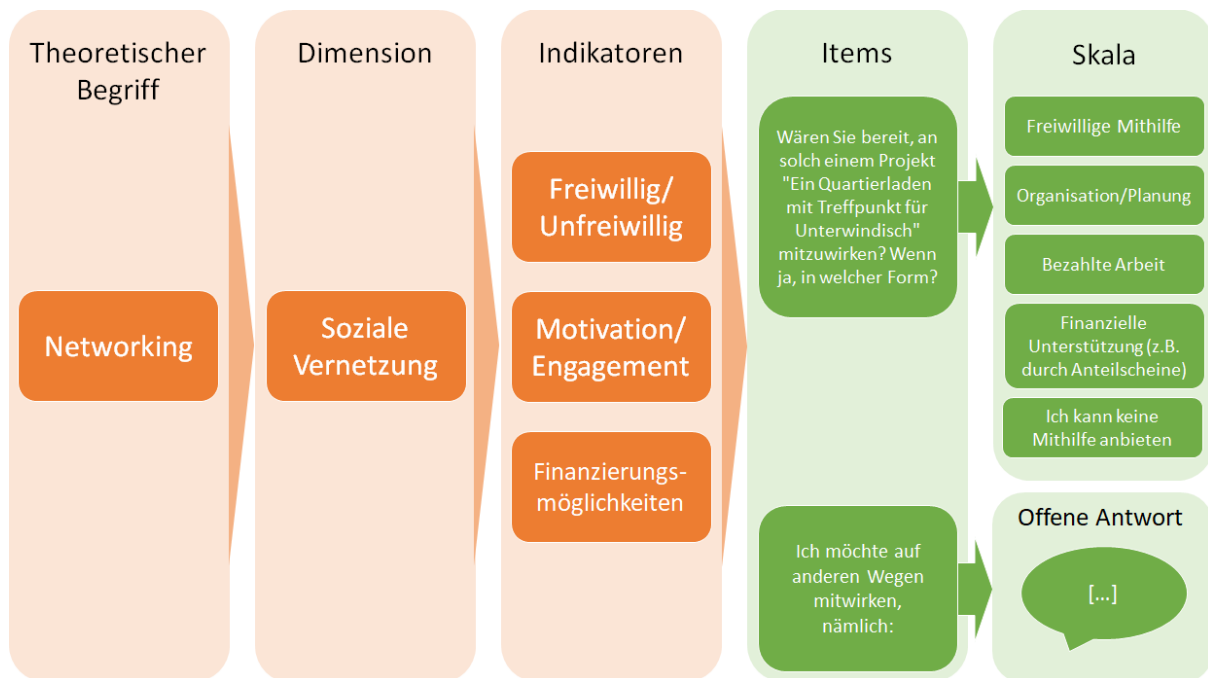 Theoretischer
Begriff
Networking
Dimension
Soziale
Vernetzung
Indikatoren
Freiwillig/
Unfreiwillig
Motivation/
Engagement
Finanzierungs-
möglichkeiten
Items
Wären Sie bereit, an
solch einem Projekt
"Ein Quartierladen
mit Treffpunkt für
Unterwindisch"
mitzuwirken? Wenn
ja, in welcher Form?
Ich möchte auf
anderen Wegen
mitwirken,
nämlich:
Skala
Freiwillige Mithilfe
Organisation/Planung
Bezahlte Arbeit
Finanzielle
Unterstützung (z.B.
durch Anteilscheine)
Ich kann keine
Mithilfe anbieten
Offene Antwort
[...]